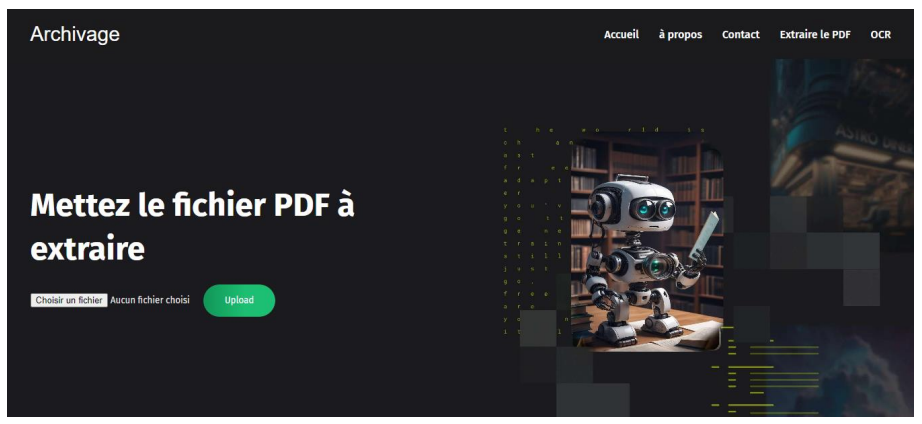 Archivage
Accueil à propos Contact Extraire le PDF OCR
Mettez le fichier PDF à
extraire
Choisir un fichier Aucun fichier choisi Upload
ASTRO DINER